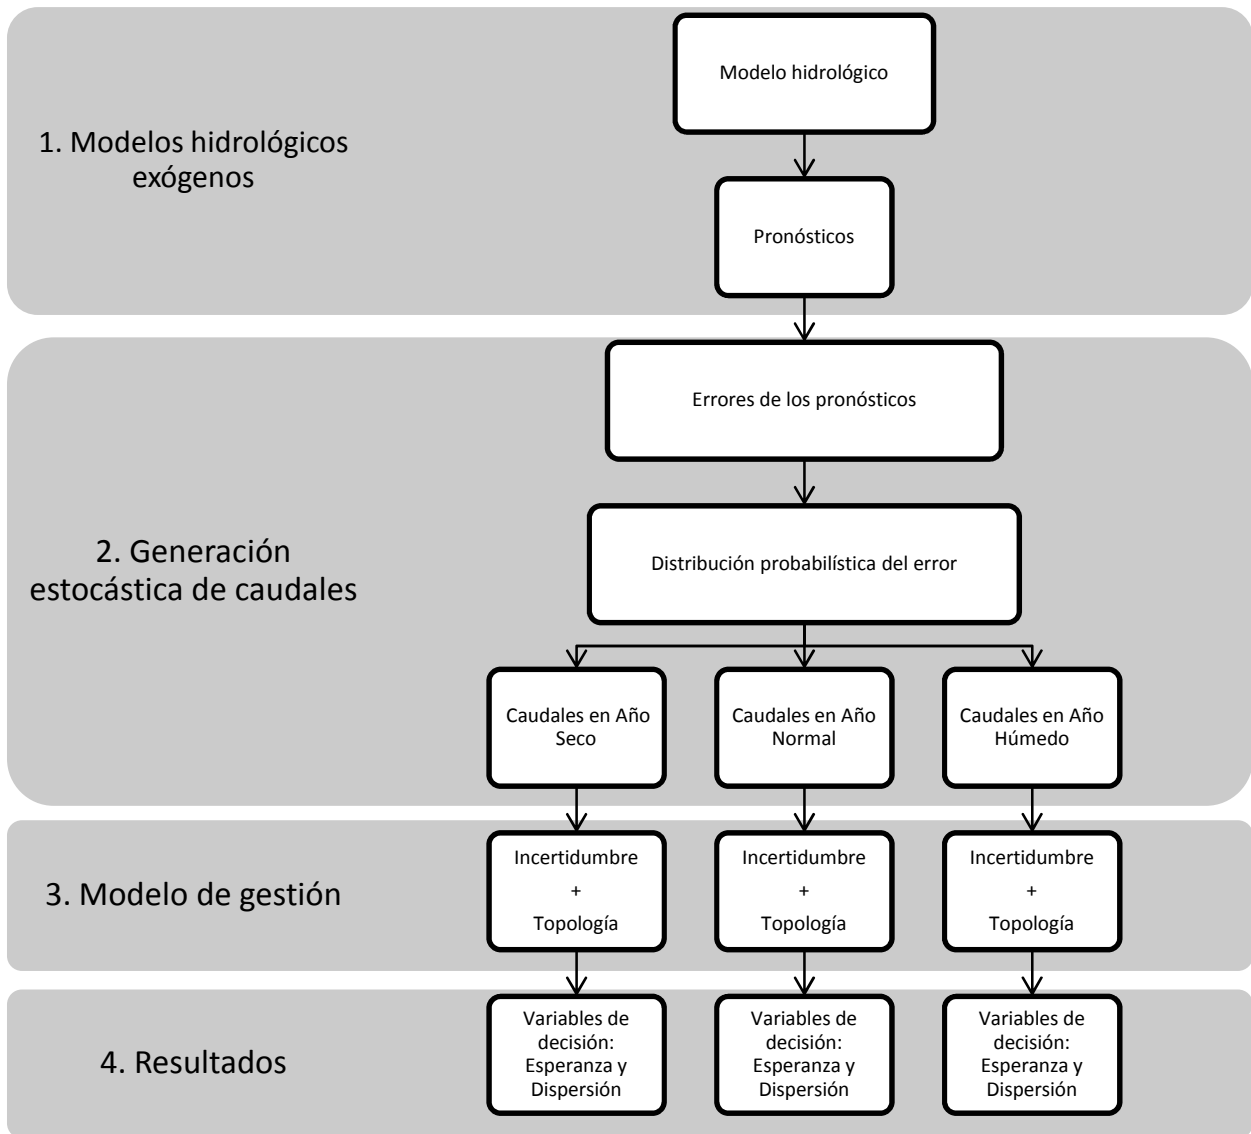 1. Modelos hidrológicos
exógenos
Modelo hidrológico
Pronósticos
2. Generación
estocástica de caudales
Errores de los pronósticos
Distribución probabilística del error
Caudales en Año
Seco
Caudales en Año
Normal
Caudales en Año
Húmedo
3. Modelo de gestión
Incertidumbre
+
Topología
Incertidumbre
+
Topología
Incertidumbre
+
Topología
4. Resultados
Variables de
decisión:
Esperanza y
Dispersión
Variables de
decisión:
Esperanza y
Dispersión
Variables de
decisión:
Esperanza y
Dispersión